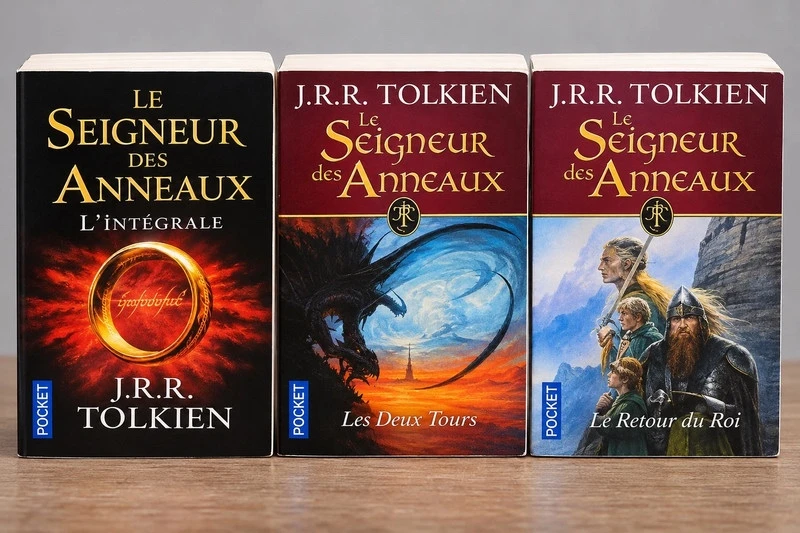 LE
SEIGNEUR
DES
ANNEAUX
L'INTÉGRALE
J.R.R.
TOLKIEN
POCKET
J.R.R. TOLKIEN
Le
Seigneur
des Anneaux
Les Deux Tours
POCKET
J.R.R. TOLKIEN
Le
Seigneur
des Anneaux
Le Retour du Roi
POCKET